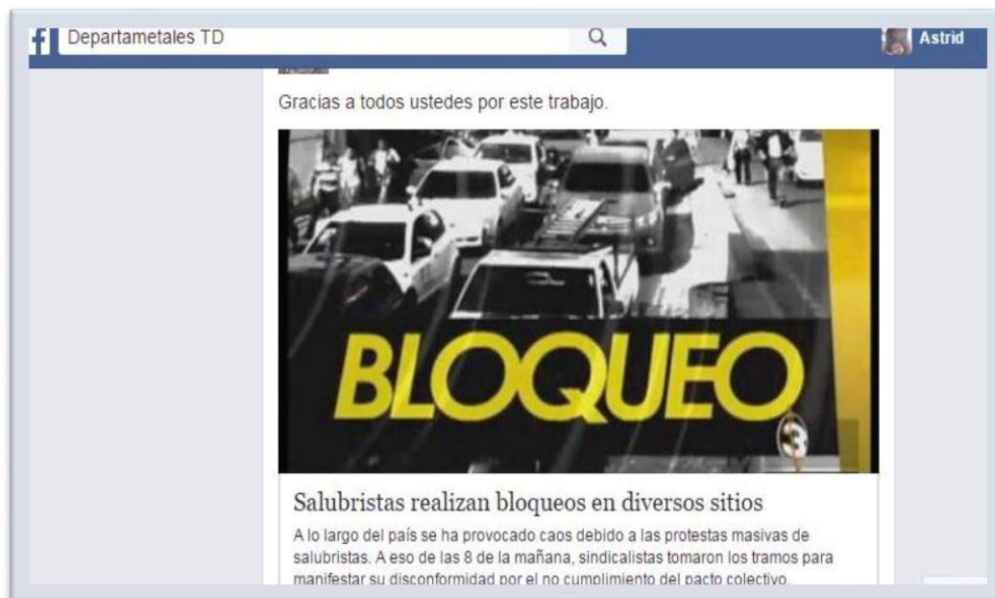 f
Departametales TD
Astrid
Gracias a todos ustedes por este trabajo.
BLOQUEO
3
Salubristas realizan bloqueos en diversos sitios
A lo largo del país se ha provocado caos debido a las protestas masivas de
salubristas. A eso de las 8 de la mañana, sindicalistas tomaron los tramos para
manifestar su disconformidad por el no cumplimiento del pacto colectivo.